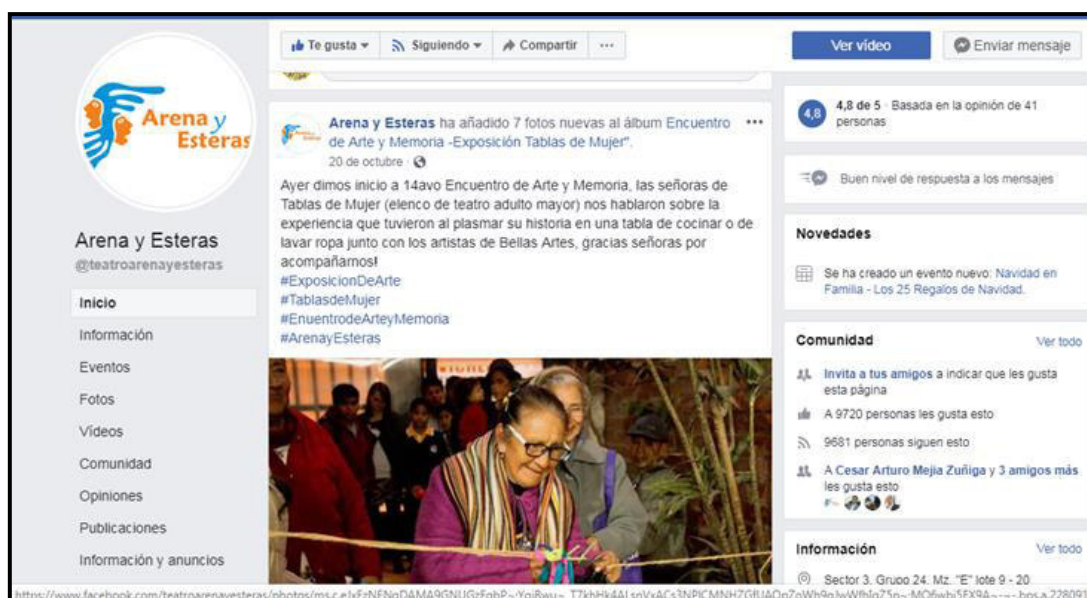 Te gusta
Siguiendo
Compartir
Ver vídeo
Enviar mensaje
Arena y
Esteras
Arena y Esteras
@teatroarenayesteras
Inicio
Información
Eventos
Fotos
Vídeos
Comunidad
Opiniones
Publicaciones
Información y anuncios
Arena y Esteras ha añadido 7 fotos nuevas al álbum Encuentro
de Arte y Memoria -Exposición Tablas de Mujer".
20 de octubre
Ayer dimos inicio a 14avo Encuentro de Arte y Memoria, las señoras de
Tablas de Mujer (elenco de teatro adulto mayor) nos hablaron sobre la
experiencia que tuvieron al plasmar su historia en una tabla de cocinar o de
lavar ropa junto con los artistas de Bellas Artes, gracias señoras por
acompañarnos!
#ExposicionDeArte
#TablasdeMujer
#EnuentrodeArteyMemoria
#ArenayEsteras
4,8
4,8 de 5 · Basada en la opinión de 41
personas
Buen nivel de respuesta a los mensajes
Novedades
Se ha creado un evento nuevo: Navidad en
Familia - Los 25 Regalos de Navidad.
Comunidad
Ver todo
Invita a tus amigos a indicar que les gusta
esta página
A 9720 personas les gusta esto
9681 personas siguen esto
A Cesar Arturo Mejia Zuñiga y 3 amigos más
les gusta esto
Información
Ver todo
Sector 3. Grupo 24. Mz. "E" lote 9 - 20